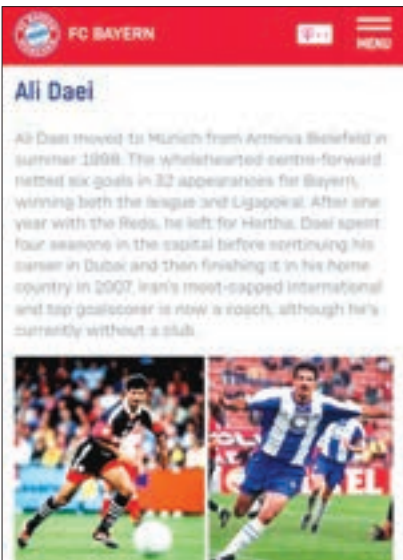 FC BAYERN
MENU
Ali Daei
Ali Daei moved to Munich from Arminia Bielefeld in
summer 1998. The wholehearted centre-forward
netted six goals in 32 appearances for Bayern,
winning both the league and Ligapokal. After one
year with the Reds, he left for Hertha. Daei spent
four seasons in the capital before continuing his
career in Dubai and then finishing it in his home
country in 2007. Iran's most-capped international
and top goalscorer is now a coach, although he's
currently without a club.